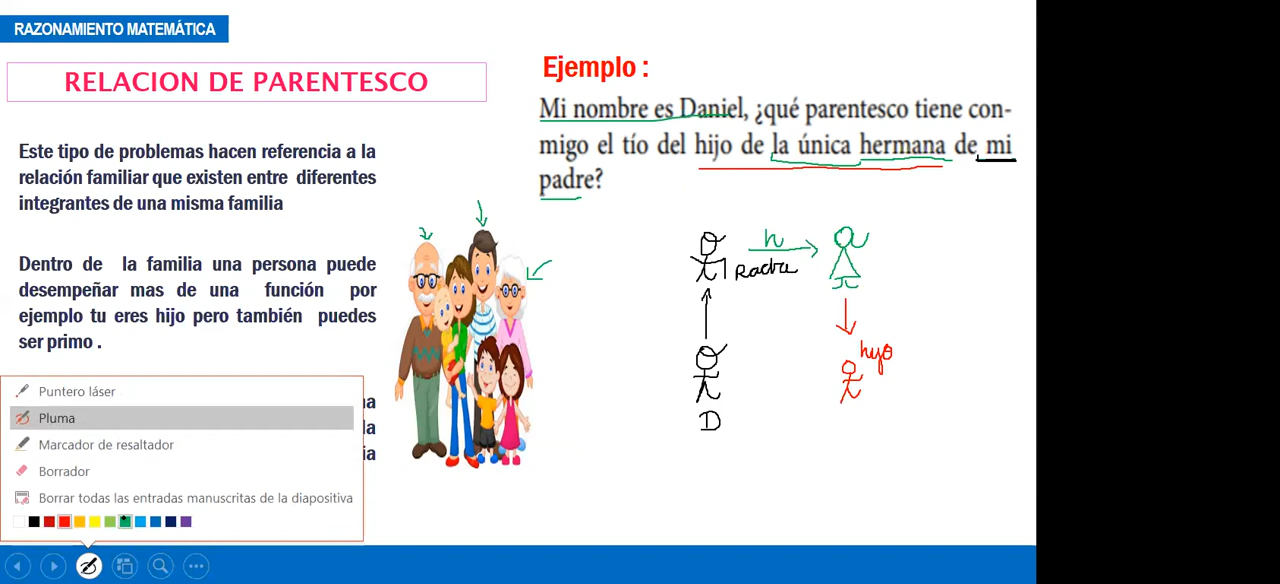 RAZONAMIENTO MATEMÁTICA
RELACION DE PARENTESCO
Este tipo de problemas hacen referencia a la
relación familiar que existen entre diferentes
integrantes de una misma familia
Dentro de la familia una persona puede
desempeñar mas de una función por
ejemplo tu eres hijo pero también puedes
ser primo .
Puntero láser
Pluma
Marcador de resaltador
Borrador
Borrar todas las entradas manuscritas de la diapositiva
Ejemplo :
Mi nombre es Daniel, ¿qué parentesco tiene con-
migo el tío del hijo de la única hermana de mi
padre?
h
hijo
D